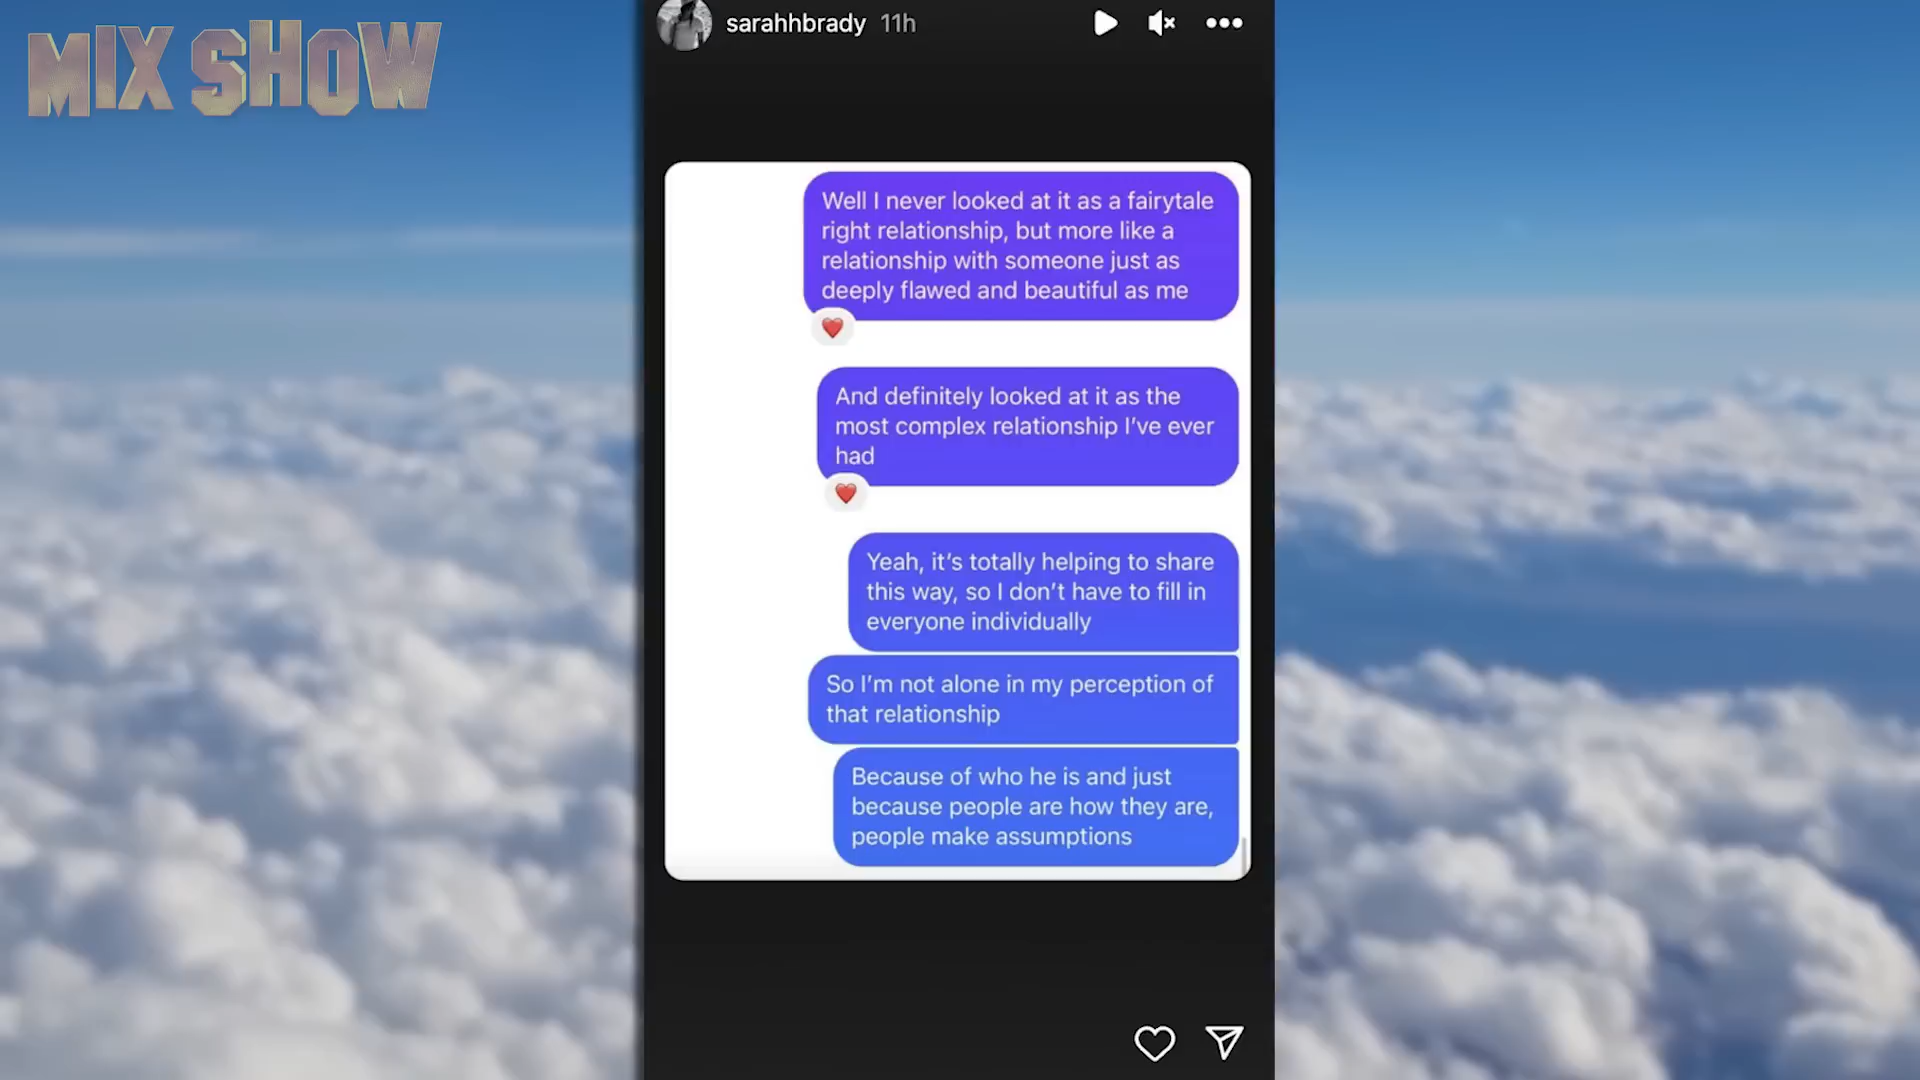 MIX SHOW
sarahhbrady 11h
Well I never looked at it as a fairytale
right relationship, but more like a
relationship with someone just as
deeply flawed and beautiful as me
And definitely looked at it as the
most complex relationship I’ve ever
had
Yeah, it’s totally helping to share
this way, so I don’t have to fill in
everyone individually
So I’m not alone in my perception of
that relationship
Because of who he is and just
because people are how they are,
people make assumptions